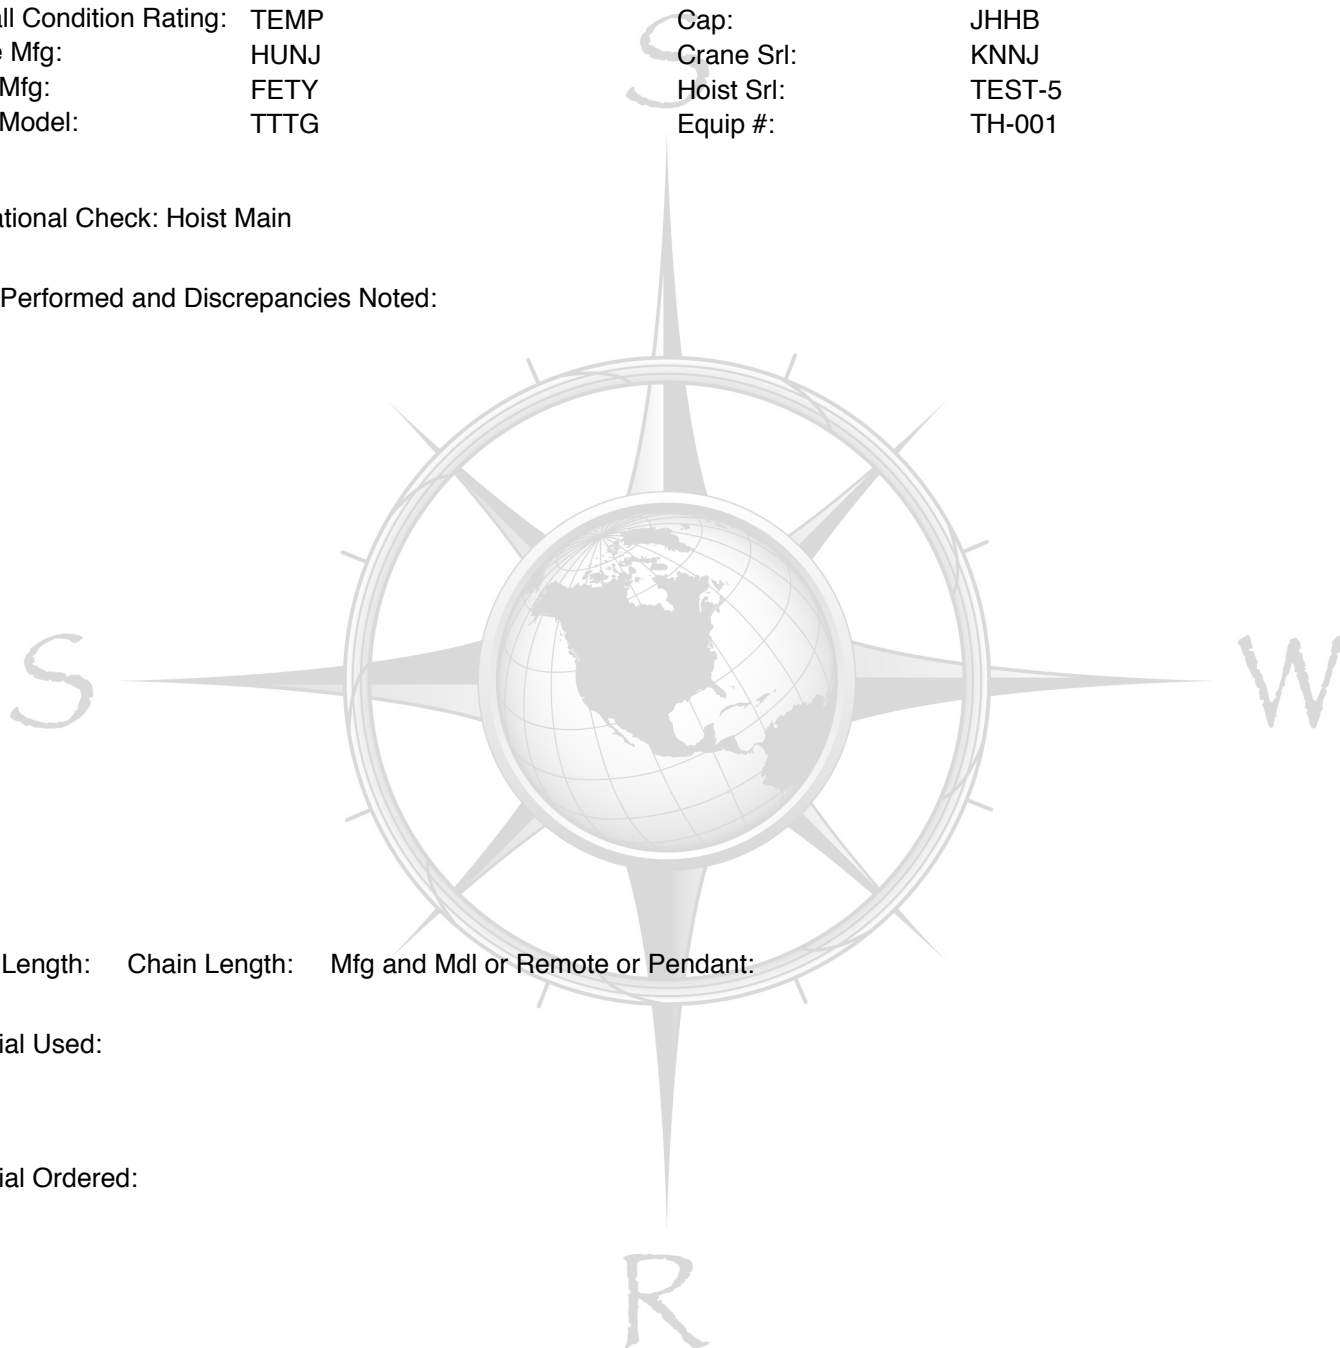 all Condition Rating: TEMP Cap: JHHB
e Mfg: HUNJ Crane Srl: KNNJ
Mfg: FETY Hoist Srl: TEST-5
Model: TTTG Equip #: TH-001
ational Check: Hoist Main
Performed and Discrepancies Noted:
Length: Chain Length: Mfg and Mdl or Remote or Pendant:
ial Used:
ial Ordered:
S
S W
R